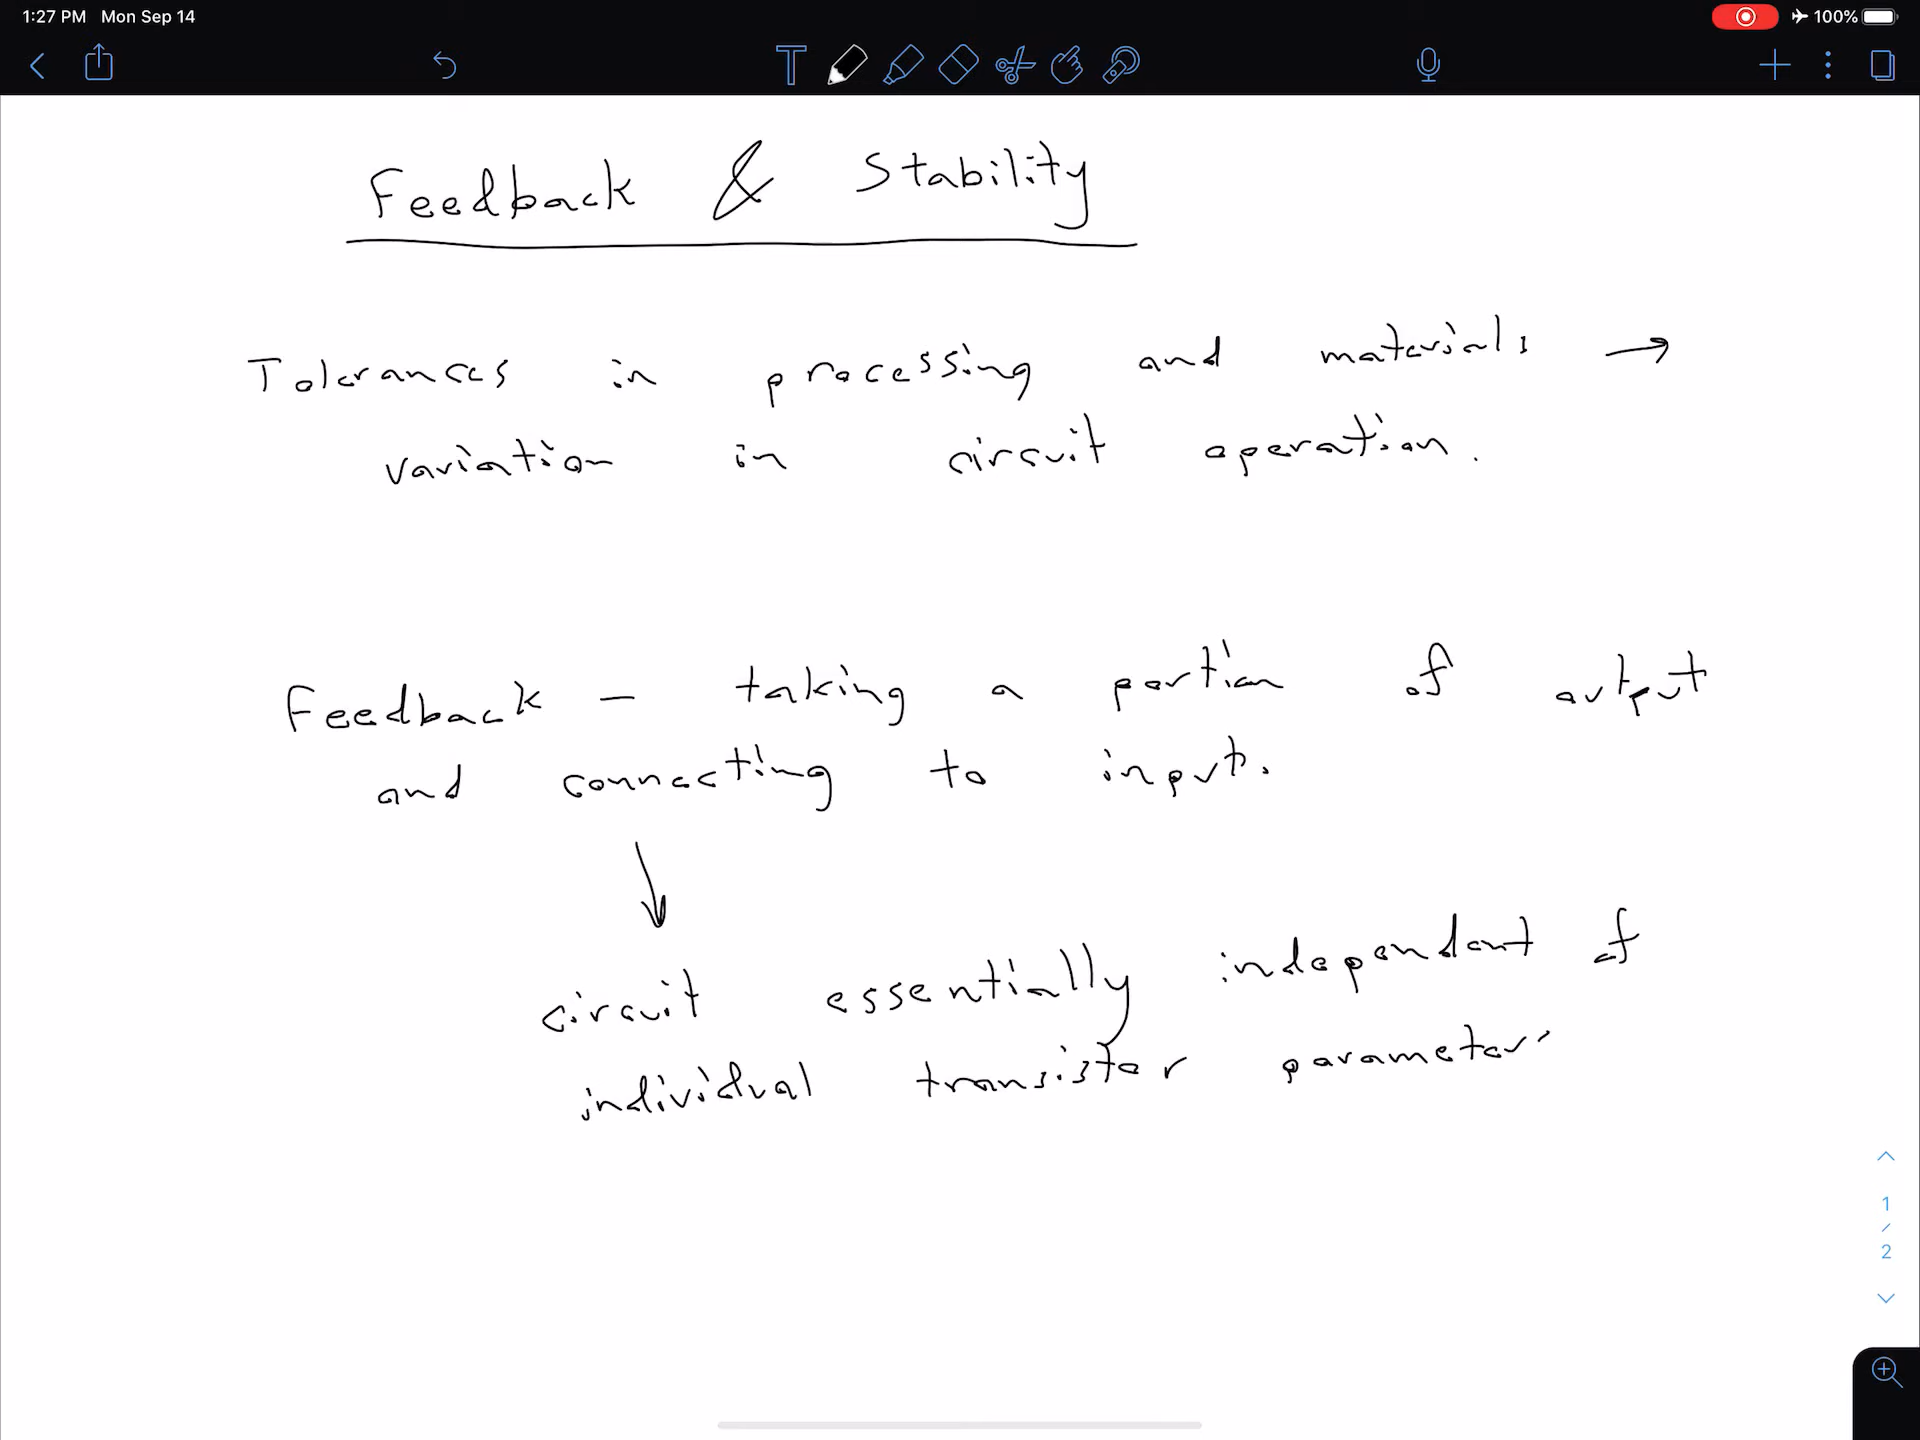 1:27 PM Mon Sep 14
100%
Feedback & Stability
Tolerances in processing and materials →
variation in circuit operation.
Feedback – taking a portion of output
and connecting to input.
↓
circuit essentially independent of
individual transistor parameters
1
/
2